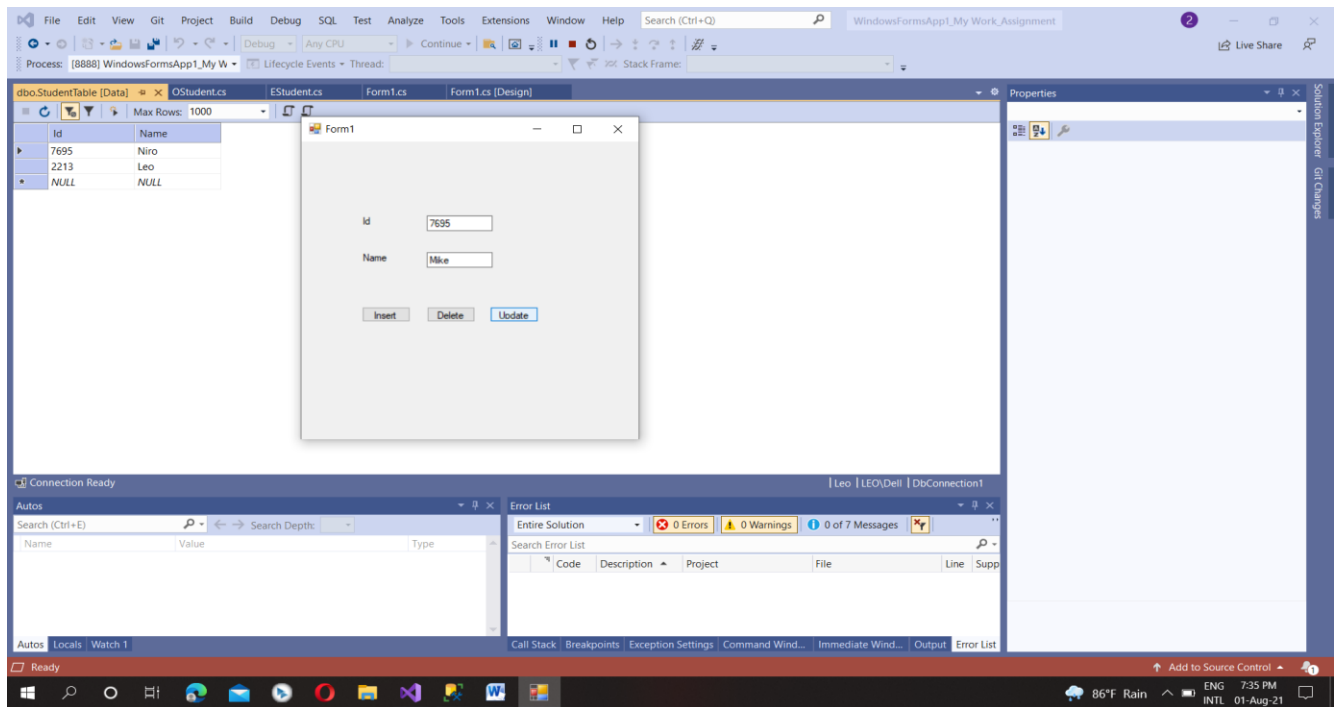 File Edit View Git Project Build Debug SQL Test Analyze Tools Extensions Window Help Search (Ctrl+Q) WindowsFormsApp1_My Work_Assignment 2
Debug Any CPU Continue Live Share
Process: [8888] WindowsFormsApp1_My W Lifecycle Events Thread: Stack Frame:
dbo.StudentTable [Data] OStudent.cs EStudent.cs Form1.cs Form1.cs [Design] Properties
Max Rows: 1000
Id Name
7695 Niro
2213 Leo
NULL NULL
Form1
Id 7695
Name Mike
Insert Delete Update
Solution Explorer
Git Changes
Connection Ready Leo LEO\Dell DbConnection1
Autos
Search (Ctrl+E) Search Depth:
Name Value Type
Error List
Entire Solution 0 Errors 0 Warnings 0 of 7 Messages
Search Error List
Code Description Project File Line Supp
Autos Locals Watch 1
Call Stack Breakpoints Exception Settings Command Wind... Immediate Wind... Output Error List
Ready Add to Source Control 1
86°F Rain ENG 7:35 PM
INTL 01-Aug-21